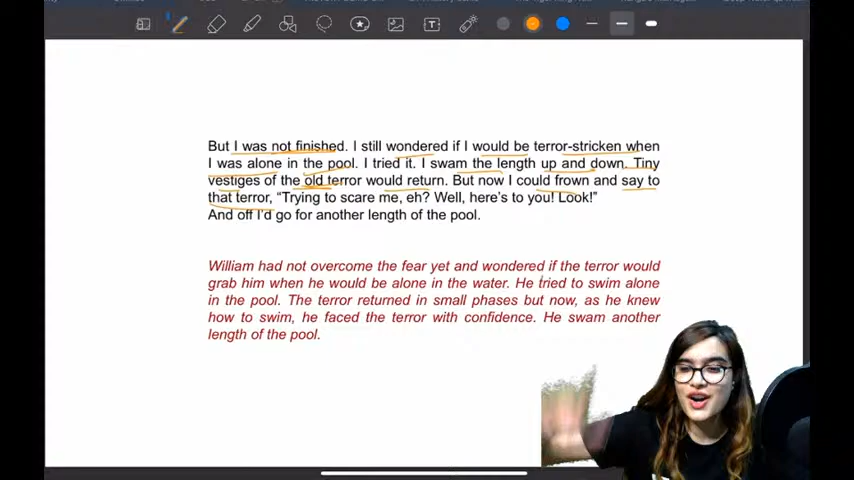 But I was not finished. I still wondered if I would be terror-stricken when
I was alone in the pool. I tried it. I swam the length up and down. Tiny
vestiges of the old terror would return. But now I could frown and say to
that terror, “Trying to scare me, eh? Well, here’s to you! Look!”
And off I’d go for another length of the pool.
William had not overcome the fear yet and wondered if the terror would
grab him when he would be alone in the water. He tried to swim alone
in the pool. The terror returned in small phases but now, as he knew
how to swim, he faced the terror with confidence. He swam another
length of the pool.